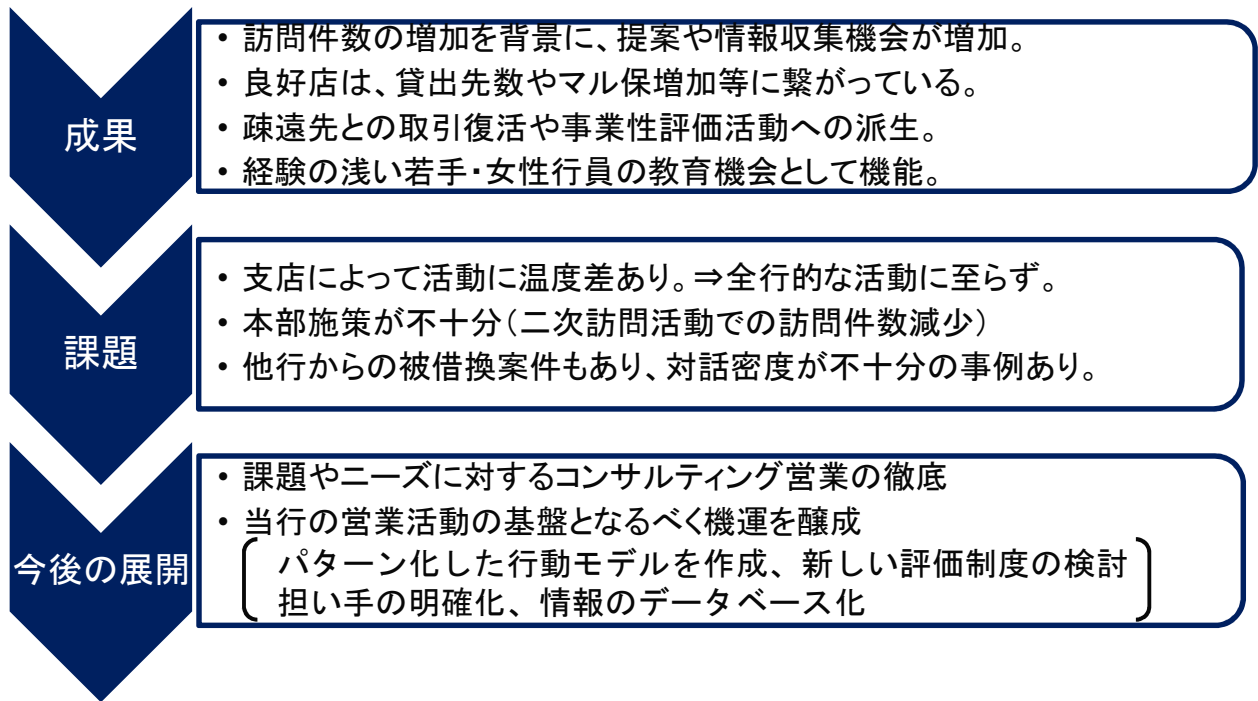 成果
• 訪問件数の増加を背景に、提案や情報収集機会が増加。
• 良好店は、貸出先数やマル保増加等に繋がっている。
• 疎遠先との取引復活や事業性評価活動への派生。
• 経験の浅い若手・女性行員の教育機会として機能。
課題
• 支店によって活動に温度差あり。⇒全行的な活動に至らず。
• 本部施策が不十分（二次訪問活動での訪問件数減少）
• 他行からの被借換案件もあり、対話密度が不十分の事例あり。
今後の展開
• 課題やニーズに対するコンサルティング営業の徹底
• 当行の営業活動の基盤となるべく機運を醸成
パターン化した行動モデルを作成、新しい評価制度の検討
担い手の明確化、情報のデータベース化